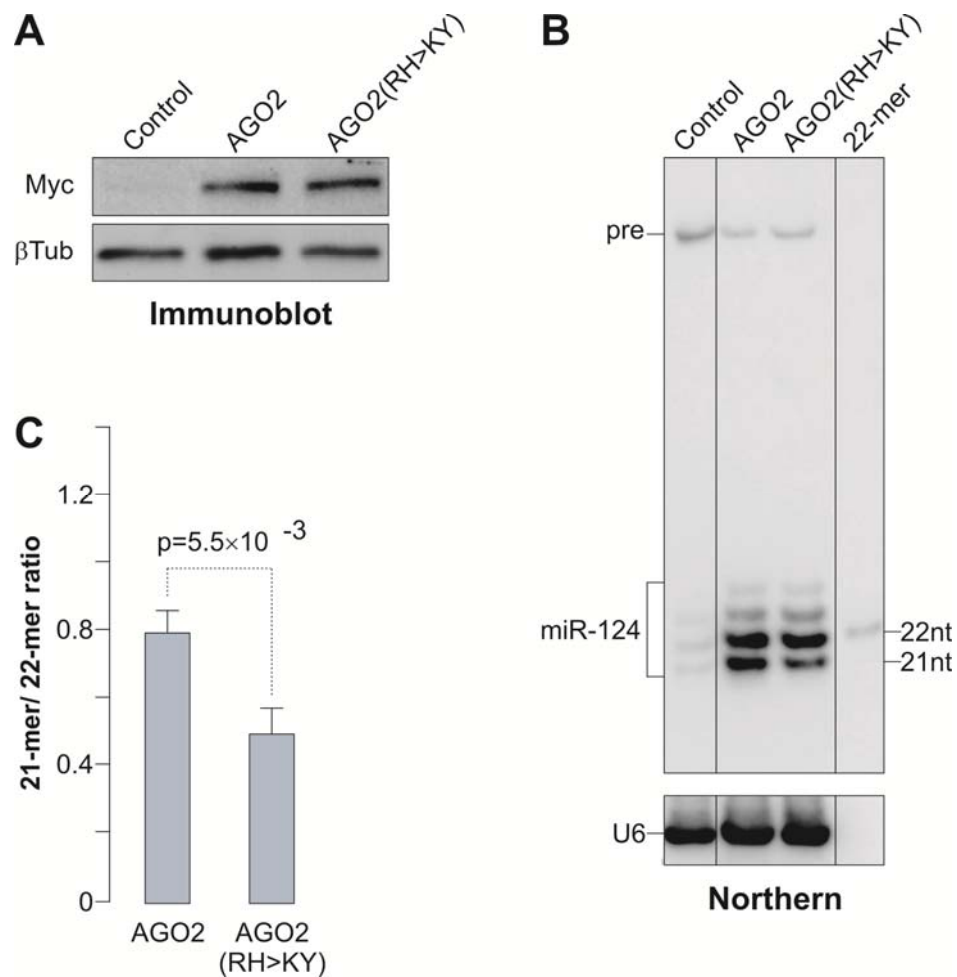 A
Control
AGO2
AGO2(RH>KY)
Myc
βTub
Immunoblot
B
Control
AGO2
AGO2(RH>KY)
22-mer
pre
miR-124
22nt
21nt
U6
Northern
C
21-mer/ 22-mer ratio
1.2
0.8
0.4
0
p=5.5×10 -3
AGO2
AGO2
(RH>KY)